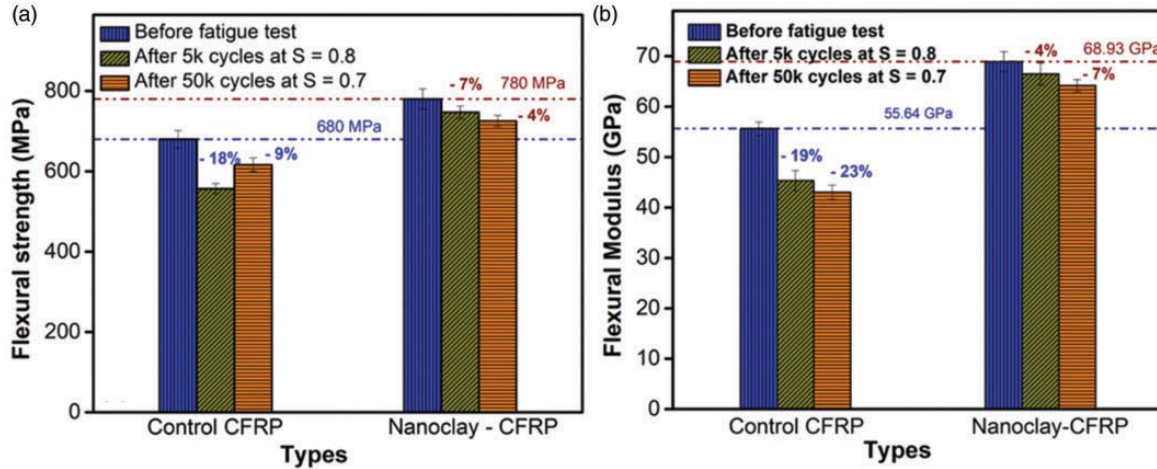 (a)
Before fatigue test
After 5k cycles at S = 0.8
After 50k cycles at S = 0.7
800
600
400
200
0
Flexural strength (MPa)
680 MPa
780 MPa
- 18%
- 9%
- 7%
- 4%
Control CFRP
Nanoclay - CFRP
Types
(b)
Before fatigue test
After 5k cycles at S = 0.8
After 50k cycles at S = 0.7
70
60
50
40
30
20
10
0
Flexural Modulus (GPa)
55.64 GPa
68.93 GPa
- 19%
- 23%
- 4%
- 7%
Control CFRP
Nanoclay-CFRP
Types